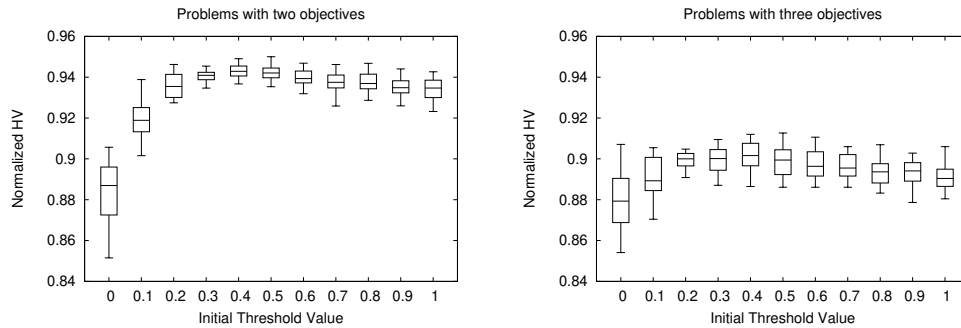 Problems with two objectives
Normalized HV
0.96
0.94
0.92
0.9
0.88
0.86
0.84
0 0.1 0.2 0.3 0.4 0.5 0.6 0.7 0.8 0.9 1
Initial Threshold Value
Problems with three objectives
Normalized HV
0.96
0.94
0.92
0.9
0.88
0.86
0.84
0 0.1 0.2 0.3 0.4 0.5 0.6 0.7 0.8 0.9 1
Initial Threshold Value